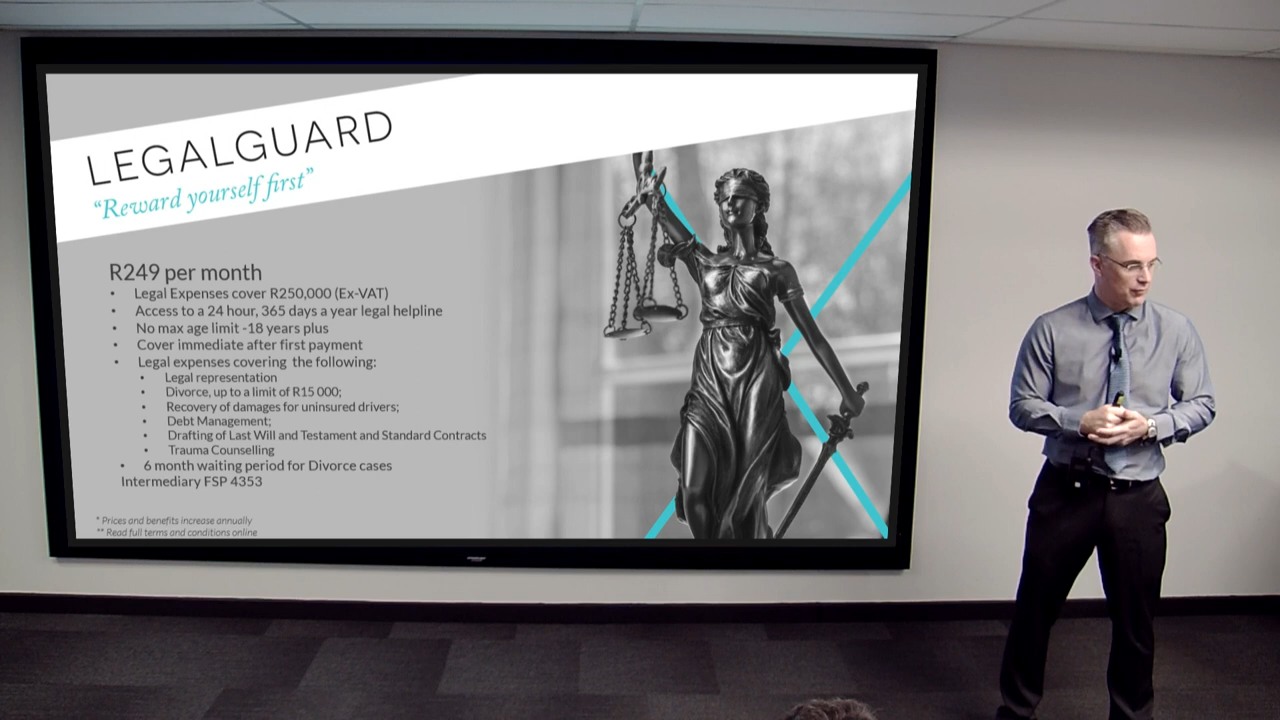 LEGALGUARD
“Reward yourself first”
R249 per month
• Legal Expenses cover R250,000 (Ex-VAT)
• Access to a 24 hour, 365 days a year legal helpline
• No max age limit -18 years plus
• Cover immediate after first payment
• Legal expenses covering the following:
• Legal representation
• Divorce, up to a limit of R15 000;
• Recovery of damages for uninsured drivers;
• Debt Management;
• Drafting of Last Will and Testament and Standard Contracts
• Trauma Counselling
• 6 month waiting period for Divorce cases
Intermediary FSP 4353
* Prices and benefits increase annually
** Read full terms and conditions online